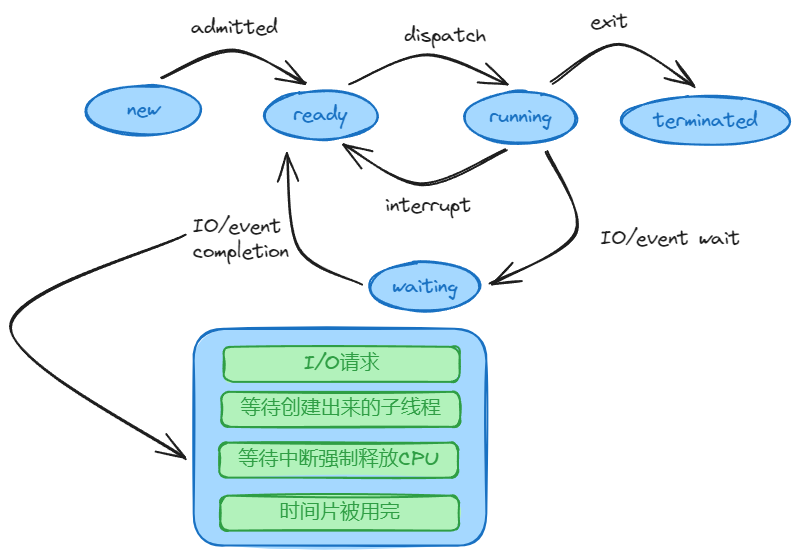 admitted
dispatch
exit
new
ready
running
terminated
interrupt
IO/event
completion
IO/event wait
waiting
I/O请求
等待创建出来的子线程
等待中断强制释放CPU
时间片被用完